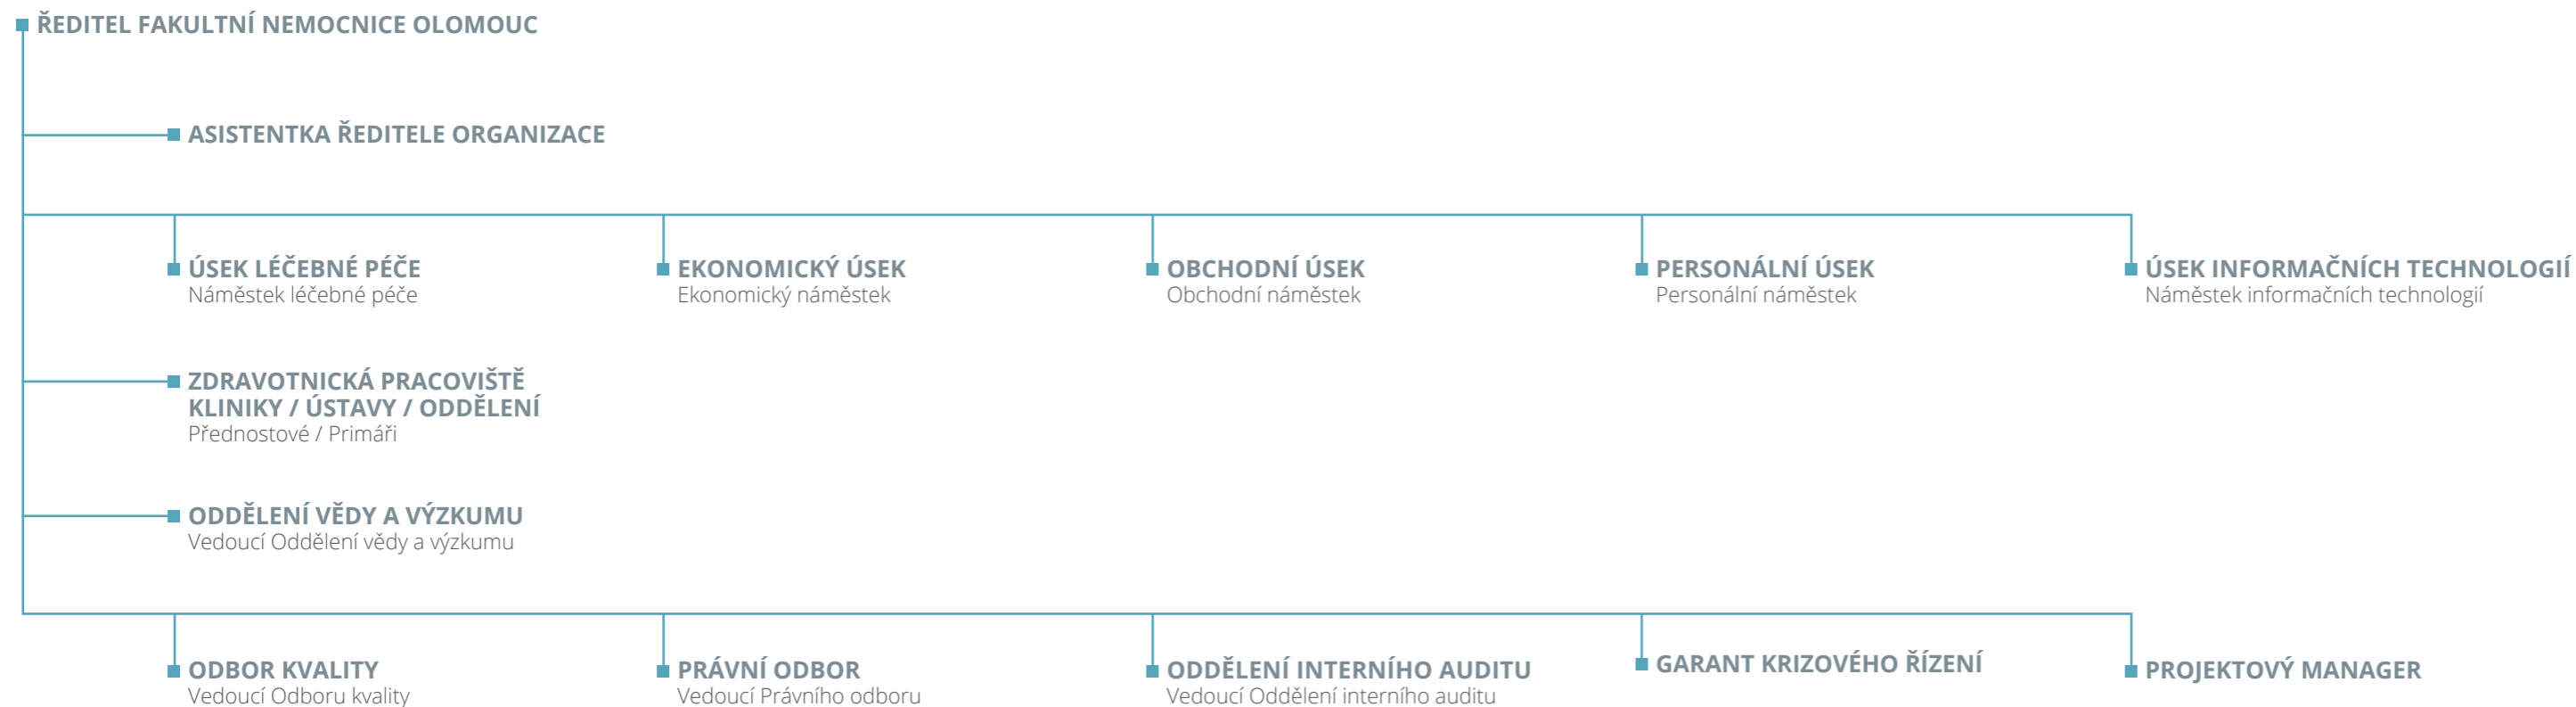 ŘEDITEL FAKULTNÍ NEMOCNICE OLOMOUC
ASISTENTKA ŘEDITELE ORGANIZACE
ÚSEK LÉČEBNÉ PÉČE
Náměstek léčebné péče
EKONOMICKÝ ÚSEK
Ekonomický náměstek
OBCHODNÍ ÚSEK
Obchodní náměstek
PERSONÁLNÍ ÚSEK
Personální náměstek
ÚSEK INFORMAČNÍCH TECHNOLOGIÍ
Náměstek informačních technologií
ZDRAVOTNICKÁ PRACOVIŠTĚ
KLINIKY / ÚSTAVY / ODDĚLENÍ
Přednostové / Primáři
ODDĚLENÍ VĚDY A VÝZKUMU
Vedoucí Oddělení vědy a výzkumu
ODBOR KVALITY
Vedoucí Odboru kvality
PRÁVNÍ ODBOR
Vedoucí Právního odboru
ODDĚLENÍ INTERNÍHO AUDITU
Vedoucí Oddělení interního auditu
GARANT KRIZOVÉHO ŘÍZENÍ
PROJEKTOVÝ MANAGER